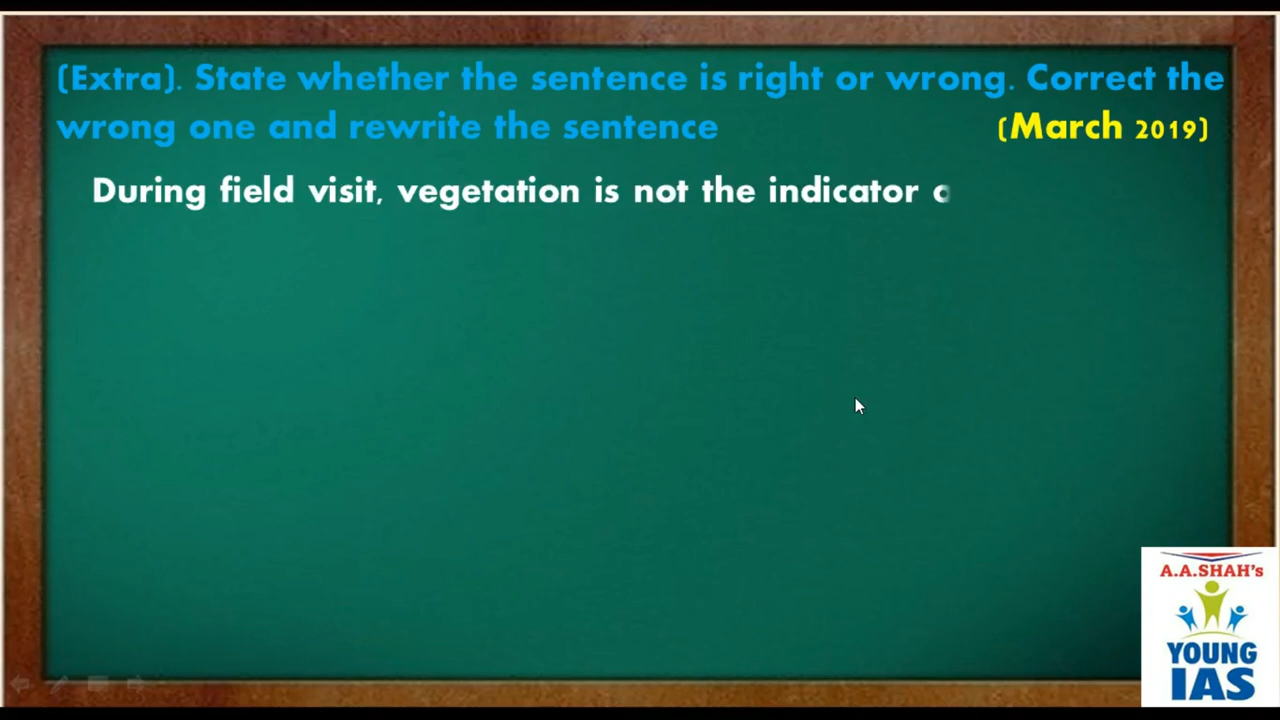 (Extra). State whether the sentence is right or wrong. Correct the
wrong one and rewrite the sentence (March 2019)
During field visit, vegetation is not the indicator
A.A.SHAH's
YOUNG
IAS